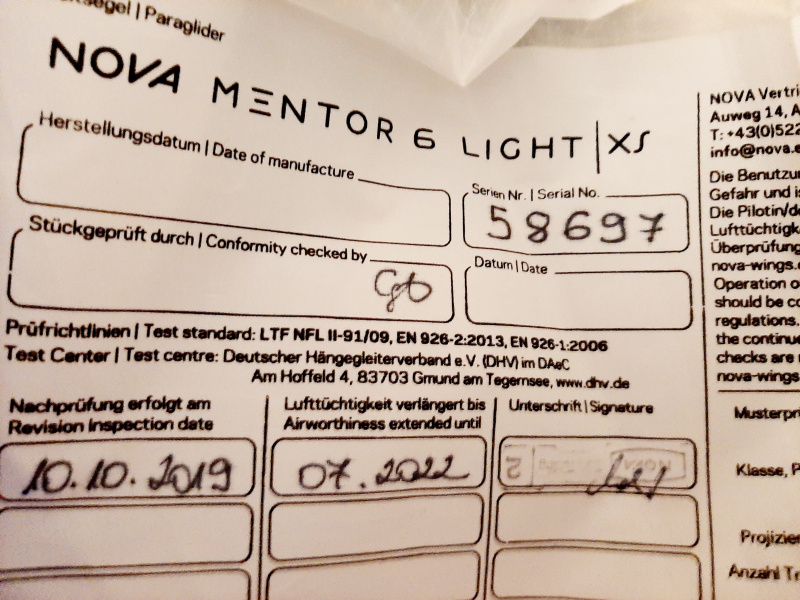 | Paraglider
NOVA MENTOR 6 LIGHT | XS
Herstellungsdatum | Date of manufacture
Serien Nr. | Serial No.
58697
Stückgeprüft durch | Conformity checked by
Datum | Date
Prüfrichtlinien | Test standard: LTF NFL II-91/09, EN 926-2:2013, EN 926-1:2006
Test Center | Test centre: Deutscher Hängegleiterverband e.V. (DHV) im DAeC
Am Hoffeld 4, 83703 Gmund am Tegernsee, www.dhv.de
Nachprüfung erfolgt am
Revision inspection date
Lufttüchtigkeit verlängert bis
Airworthiness extended until
Unterschrift | Signature
10.10.2019
07.2022
NOVA Vertri
Auweg 14, A
T: +43(0)522
info@nova.e
Die Benutzu
Gefahr und i
Die Pilotin/d
Lufttüchtigk
Überprüfung
nova-wings.
Operation o
should be co
regulations.
the continue
checks are
nova-wings
Musterpr
Klasse, P
Projizie
Anzahl Tr